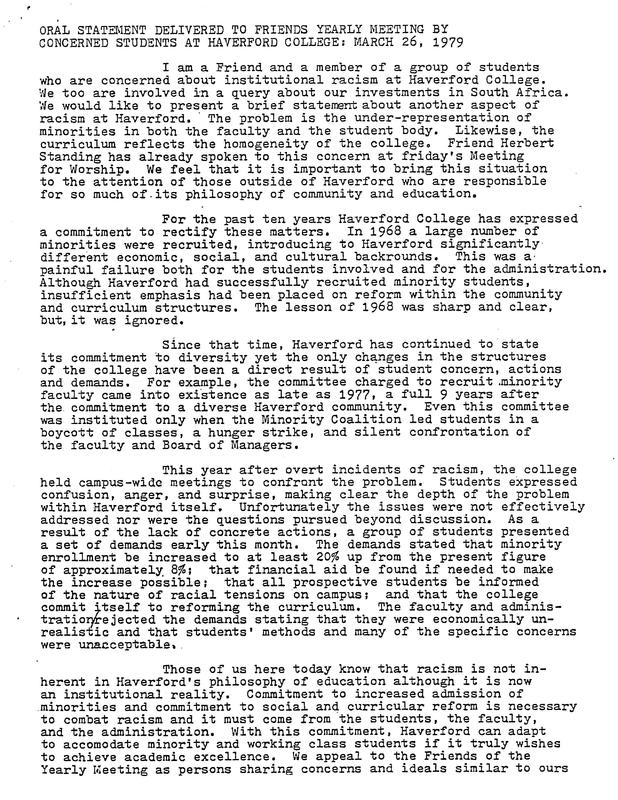 ORAL STATEMENT DELIVERED TO FRIENDS YEARLY MEETING BY
CONCERNED STUDENTS AT HAVERFORD COLLEGE: MARCH 26, 1979
I am a Friend and a member of a group of students
who are concerned about institutional racism at Haverford College.
We too are involved in a query about our investments in South Africa.
We would like to present a brief statement about another aspect of
racism at Haverford. The problem is the under-representation of
minorities in both the faculty and the student body. Likewise, the
curriculum reflects the homogeneity of the college. Friend Herbert
Standing has already spoken to this concern at friday's Meeting
for Worship. We feel that it is important to bring this situation
to the attention of those outside of Haverford who are responsible
for so much of its philosophy of community and education.
For the past ten years Haverford College has expressed
a commitment to rectify these matters. In 1968 a large number of
minorities were recruited, introducing to Haverford significantly
different economic, social, and cultural backrounds. This was a
painful failure both for the students involved and for the administration.
Although Haverford had successfully recruited minority students,
insufficient emphasis had been placed on reform within the community
and curriculum structures. The lesson of 1968 was sharp and clear,
but, it was ignored.
Since that time, Haverford has continued to state
its commitment to diversity yet the only changes in the structures
of the college have been a direct result of student concern, actions
and demands. For example, the committee charged to recruit minority
faculty came into existence as late as 1977, a full 9 years after
the commitment to a diverse Haverford community. Even this committee
was instituted only when the Minority Coalition led students in a
boycott of classes, a hunger strike, and silent confrontation of
the faculty and Board of Managers.
This year after overt incidents of racism, the college
held campus-wide meetings to confront the problem. Students expressed
confusion, anger, and surprise, making clear the depth of the problem
within Haverford itself. Unfortunately the issues were not effectively
addressed nor were the questions pursued beyond discussion. As a
result of the lack of concrete actions, a group of students presented
a set of demands early this month. The demands stated that minority
enrollment be increased to at least 20% up from the present figure
of approximately 8%; that financial aid be found if needed to make
the increase possible; that all prospective students be informed
of the nature of racial tensions on campus; and that the college
commit itself to reforming the curriculum. The faculty and adminis-
tration/rejected the demands stating that they were economically un-
realistic and that students' methods and many of the specific concerns
were unacceptable.
Those of us here today know that racism is not in-
herent in Haverford's philosophy of education although it is now
an institutional reality. Commitment to increased admission of
minorities and commitment to social and curricular reform is necessary
to combat racism and it must come from the students, the faculty,
and the administration. With this commitment, Haverford can adapt
to accomodate minority and working class students if it truly wishes
to achieve academic excellence. We appeal to the Friends of the
Yearly Meeting as persons sharing concerns and ideals similar to ours